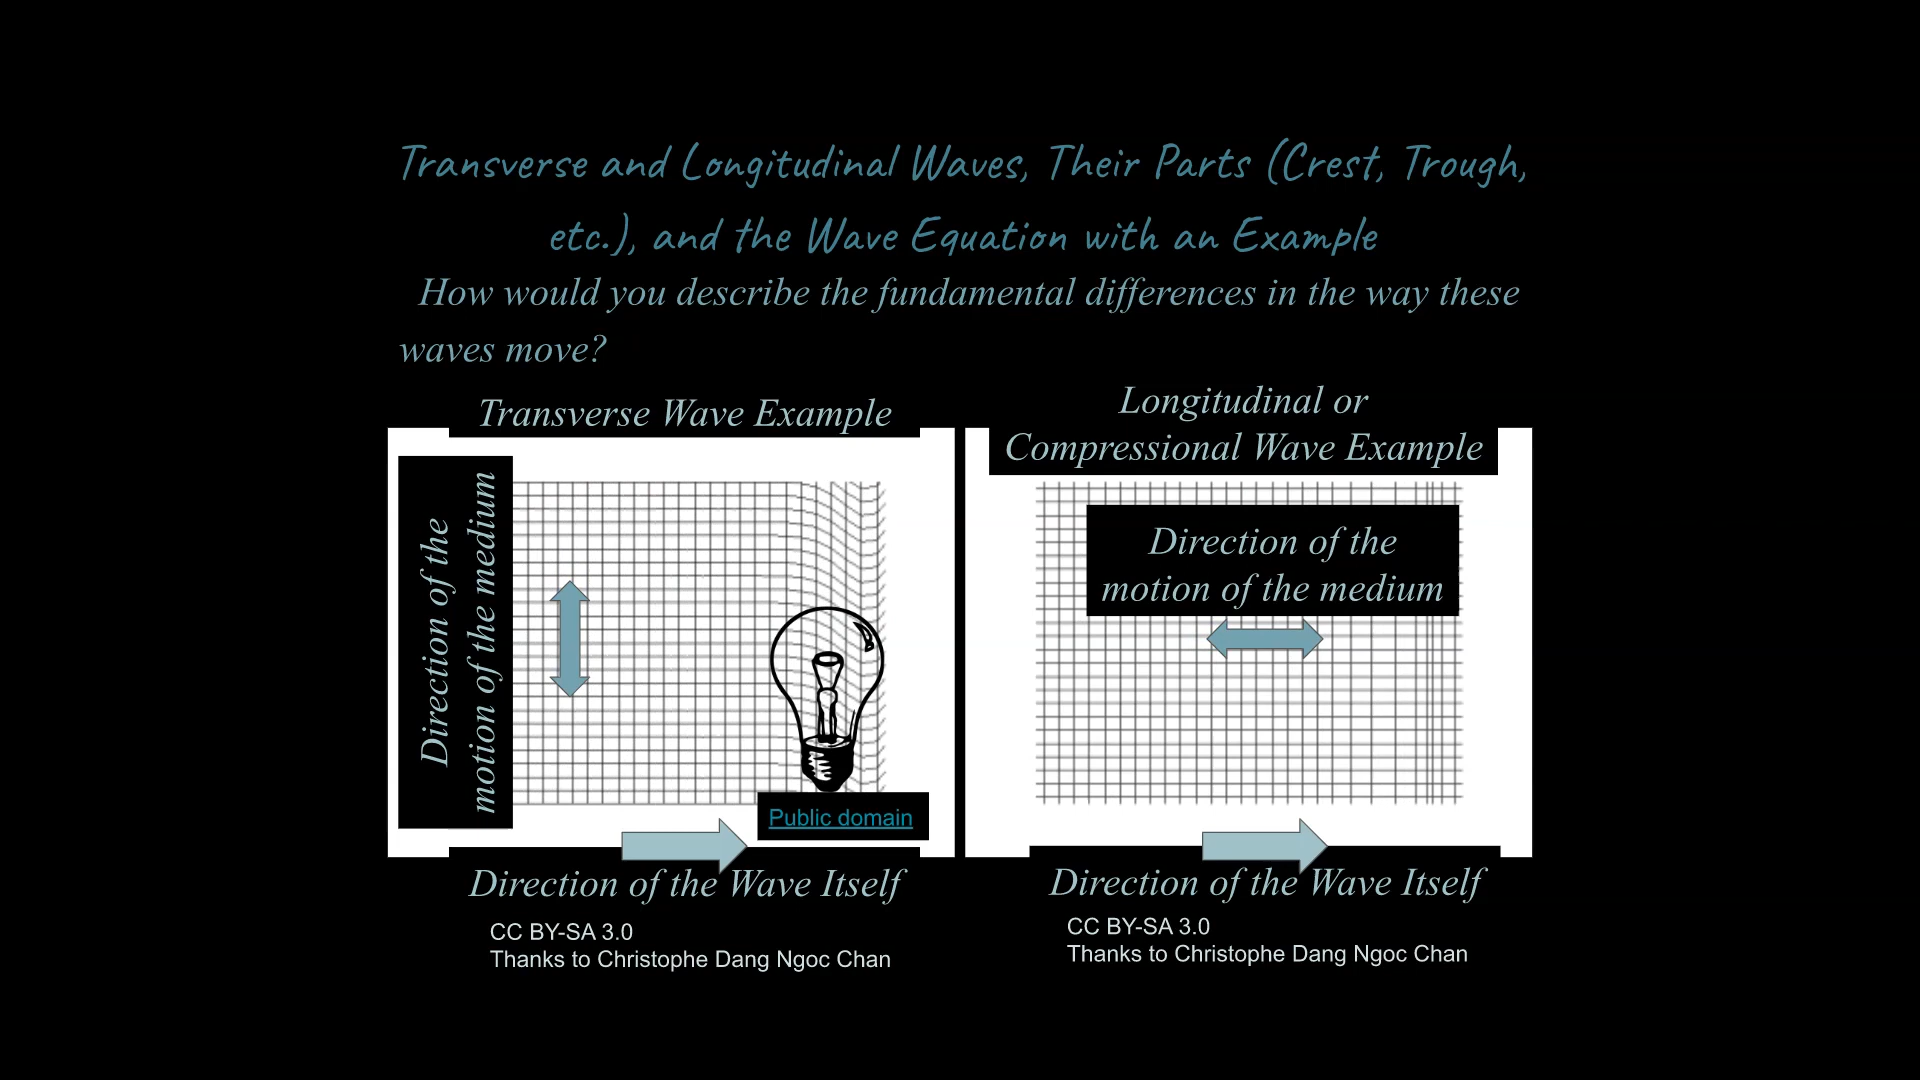 Transverse and Longitudinal Waves, Their Parts (Crest, Trough,
etc.), and the Wave Equation with an Example
How would you describe the fundamental differences in the way these
waves move?
Transverse Wave Example
Direction of the
motion of the medium
Public domain
Direction of the Wave Itself
CC BY-SA 3.0
Thanks to Christophe Dang Ngoc Chan
Longitudinal or
Compressional Wave Example
Direction of the
motion of the medium
Direction of the Wave Itself
CC BY-SA 3.0
Thanks to Christophe Dang Ngoc Chan